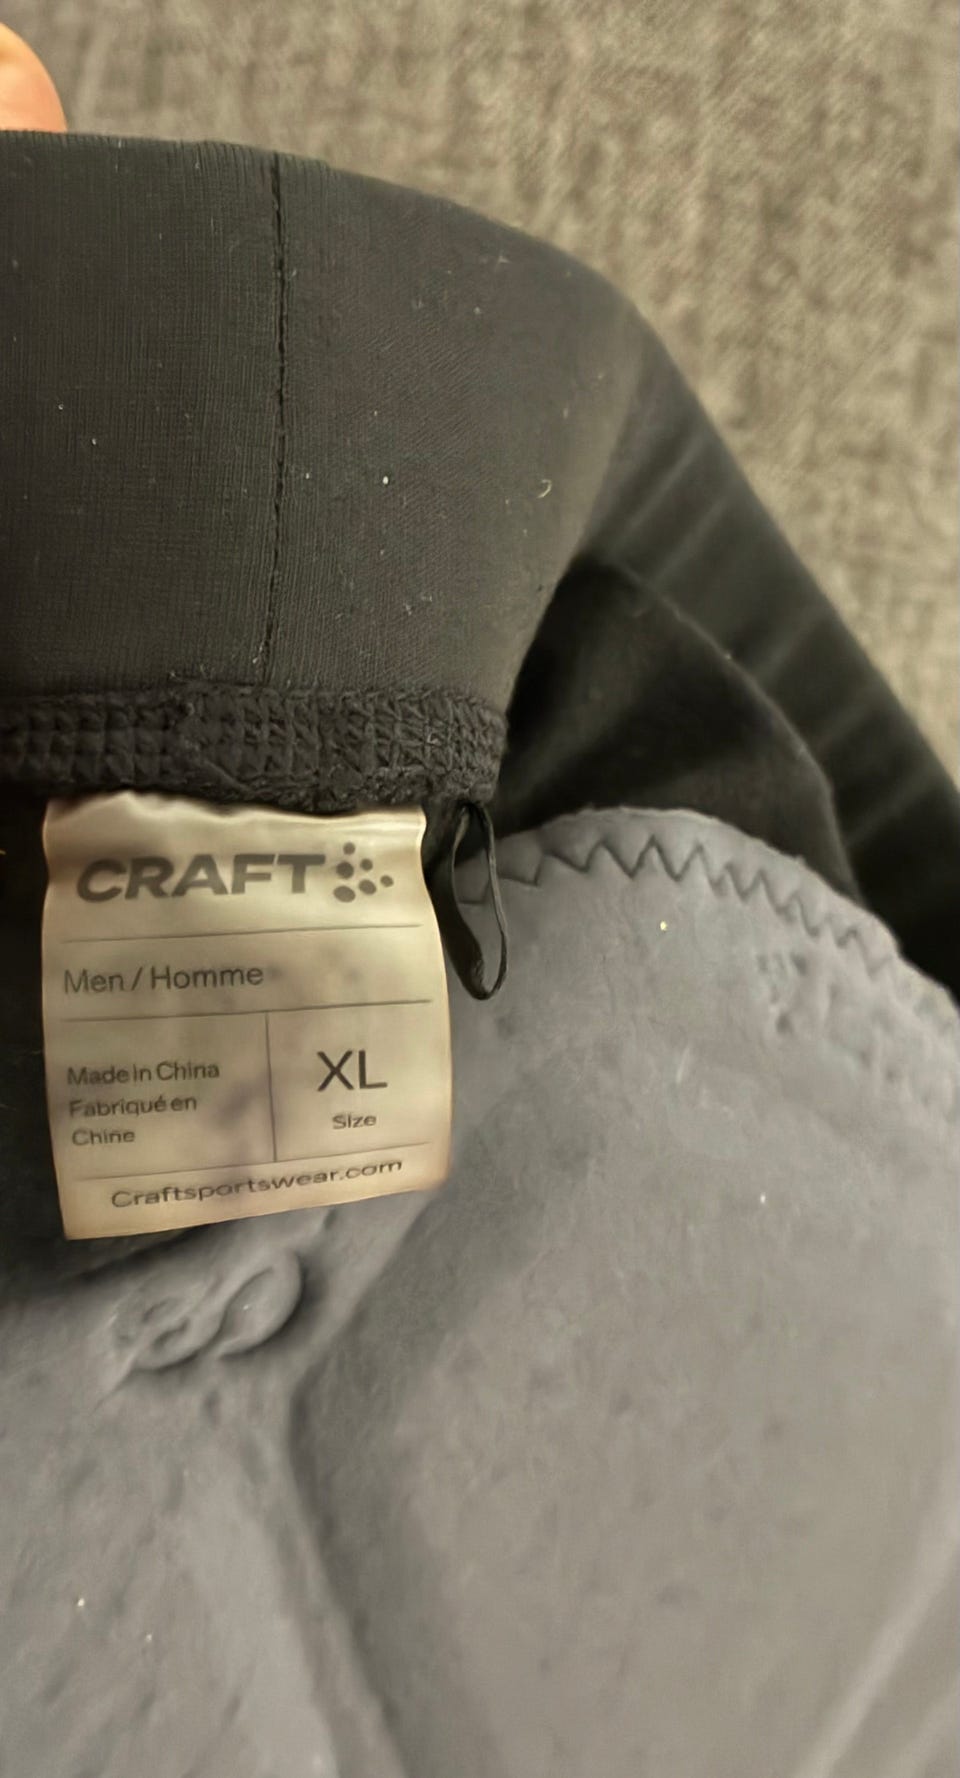 CRAFT
Men / Homme
Made in China
Fabriqué en
Chine
XL
Size
Craftsportswear.com